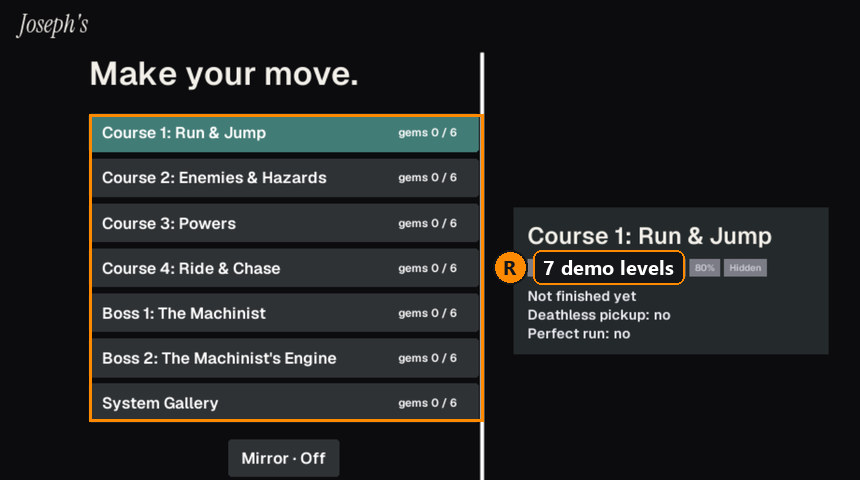 Joseph's
Make your move.
Course 1: Run & Jump gems 0 / 6
Course 2: Enemies & Hazards gems 0 / 6
Course 3: Powers gems 0 / 6
Course 4: Ride & Chase gems 0 / 6
Boss 1: The Machinist gems 0 / 6
Boss 2: The Machinist's Engine gems 0 / 6
System Gallery gems 0 / 6
Mirror · Off
Course 1: Run & Jump
R 7 demo levels 80% Hidden
Not finished yet
Deathless pickup: no
Perfect run: no